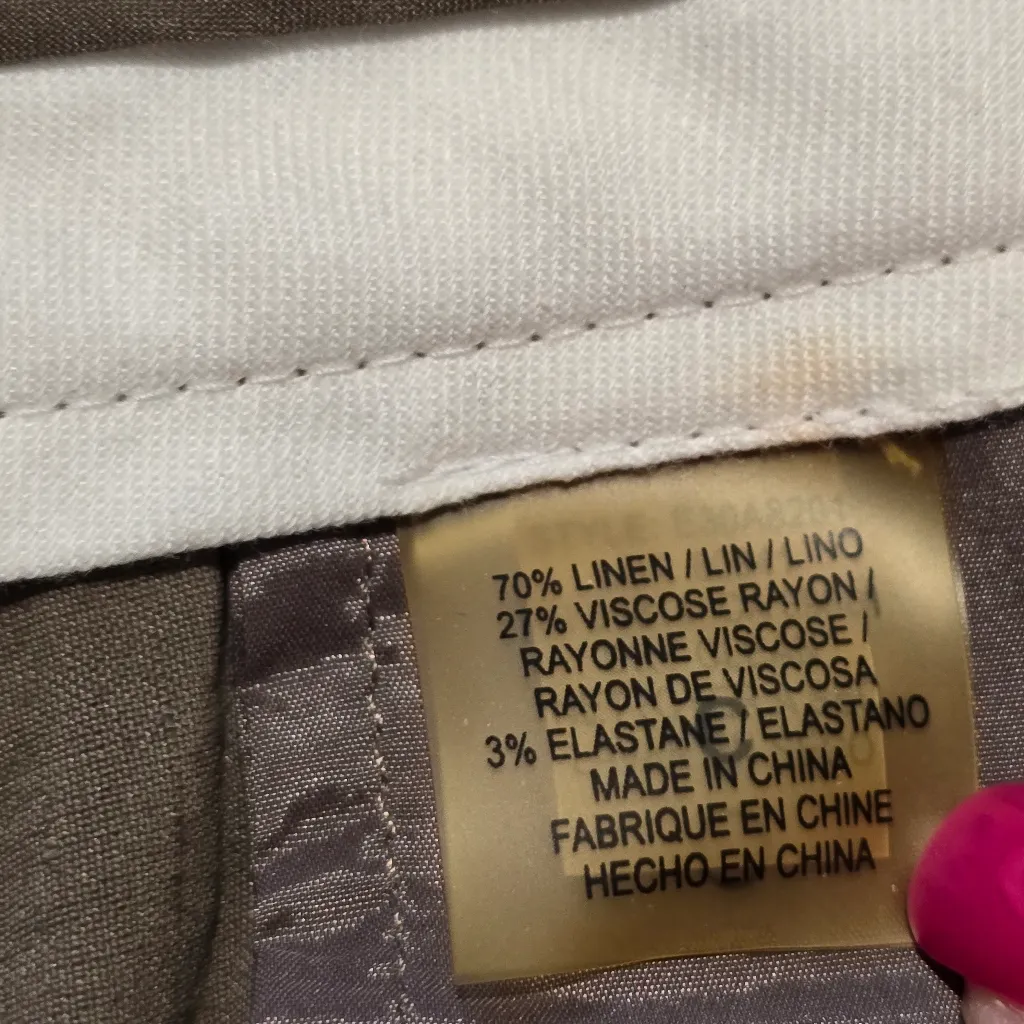 70% LINEN / LIN / LINO
27% VISCOSE RAYON /
RAYONNE VISCOSE /
RAYON DE VISCOSA
3% ELASTANE / ELASTANO
MADE IN CHINA
FABRIQUE EN CHINE
HECHO EN CHINA